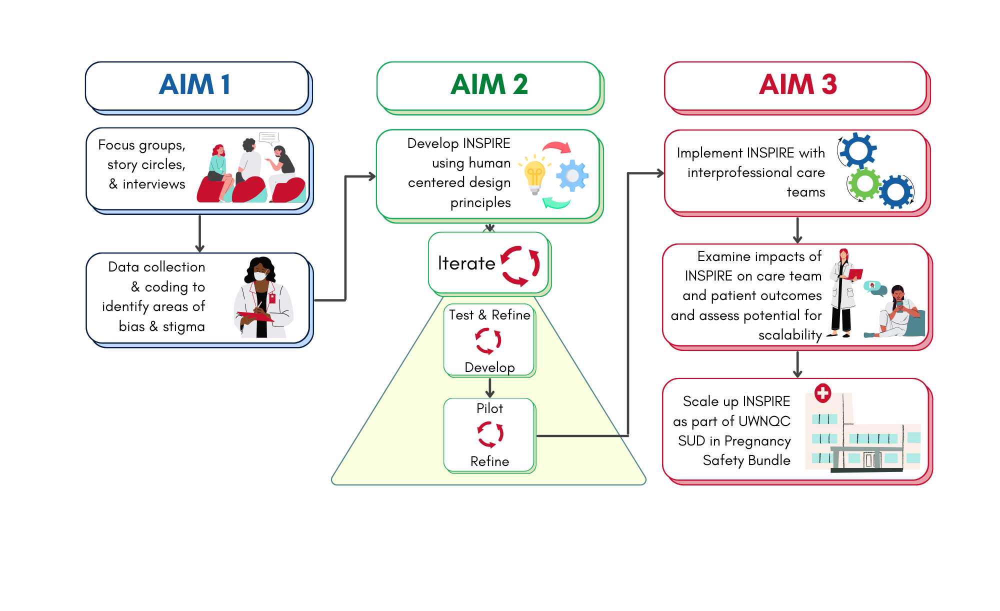 AIM 1
Focus groups,
story circles,
& interviews
Data collection
& coding to
identify areas of
bias & stigma
AIM 2
Develop INSPIRE
using human
centered design
principles
Iterate
Test & Refine
Develop
Pilot
Refine
AIM 3
Implement INSPIRE with
interprofessional care
teams
Examine impacts of
INSPIRE on care team
and patient outcomes
and assess potential for
scalability
Scale up INSPIRE
as part of UWNQC
SUD in Pregnancy
Safety Bundle